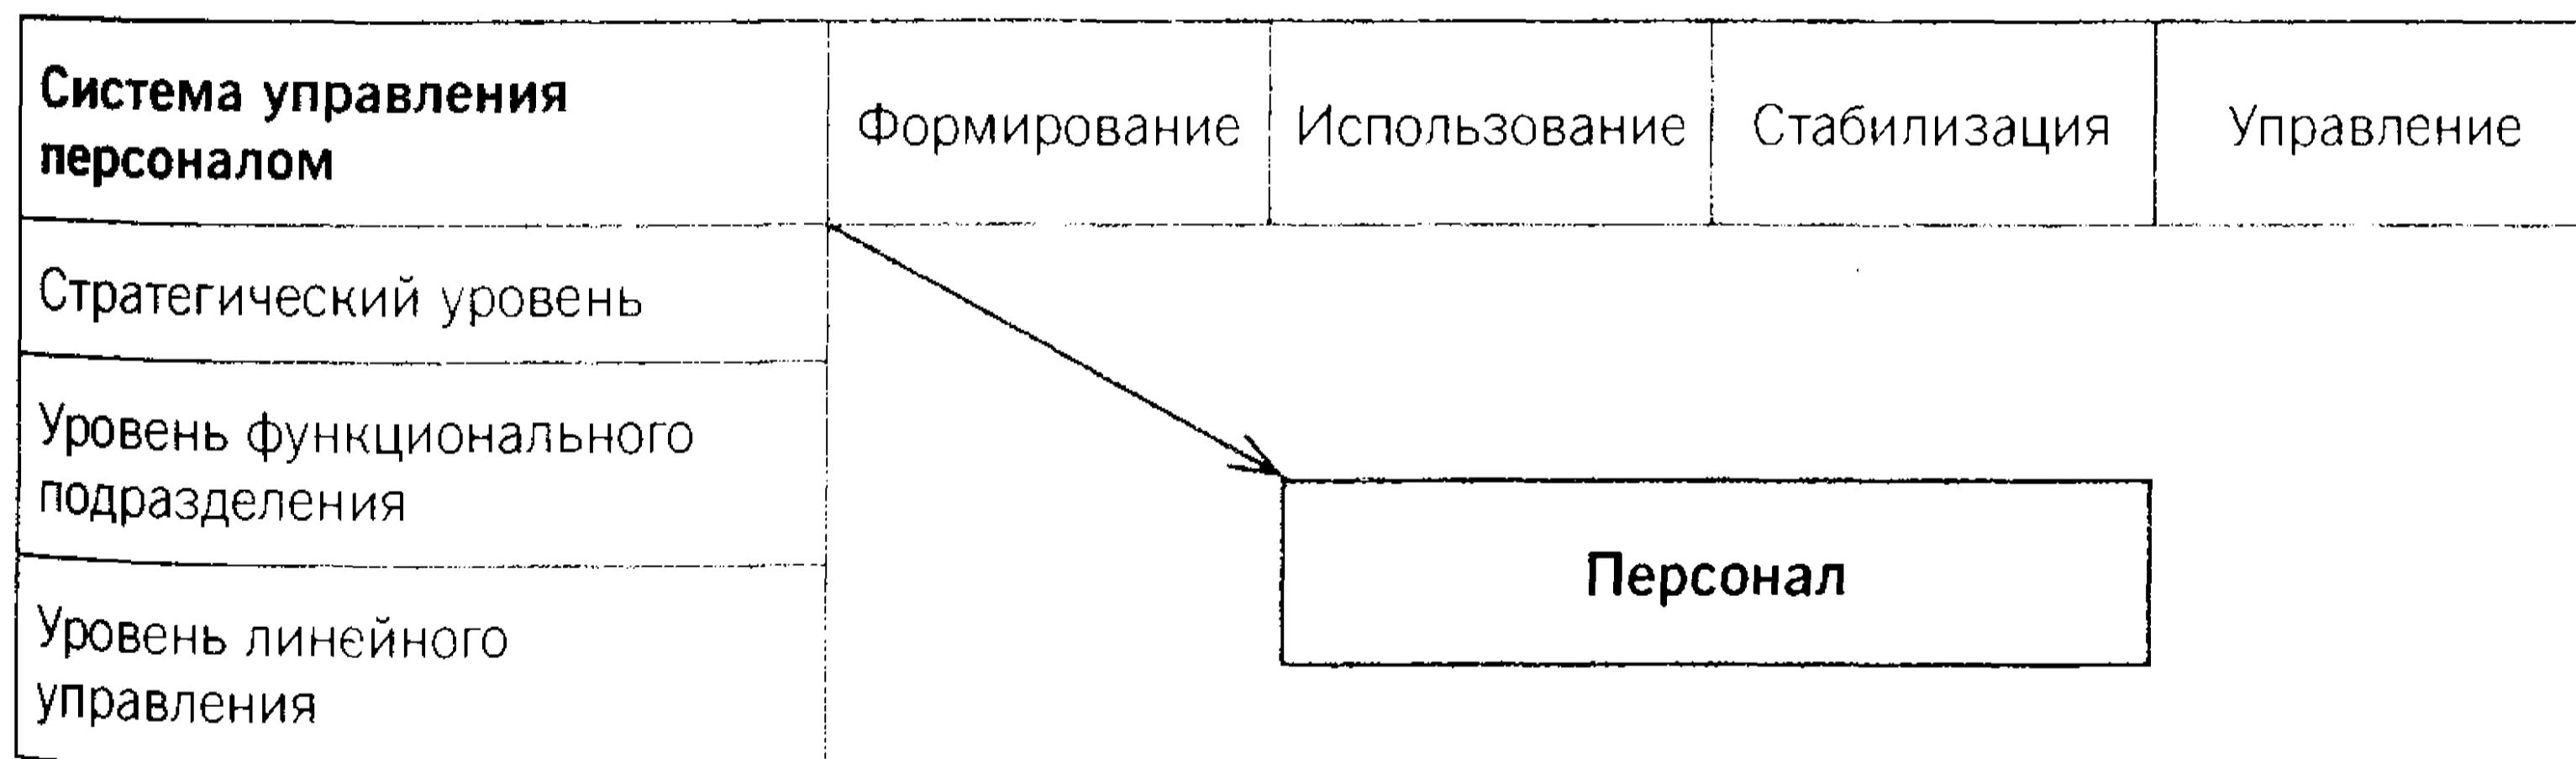 Система управления
персоналом
Формирование
Использование
Стабилизация
Управление
Стратегический уровень
Уровень функционального
подразделения
Уровень линейного
управления
Персонал